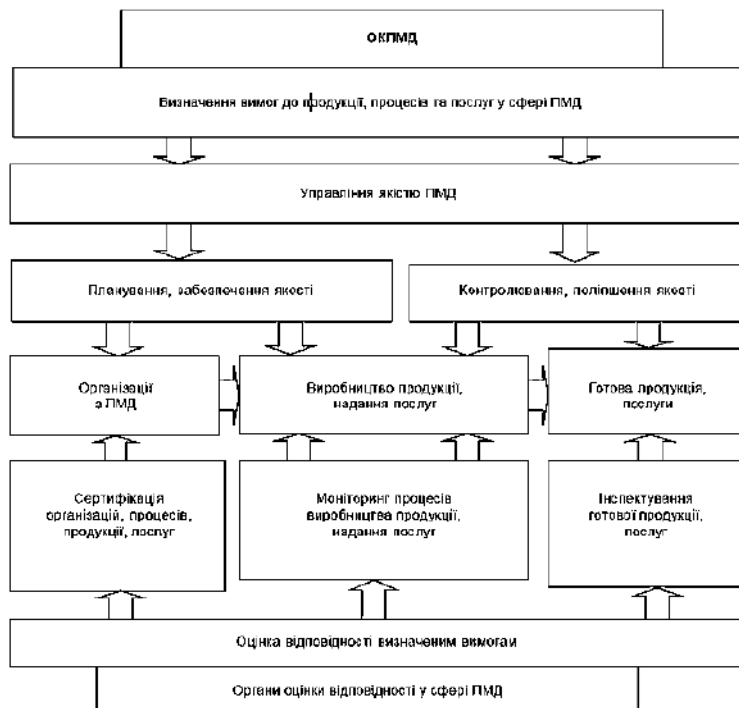 ОКПМД
Визначення вимог до продукції, процесів та послуг у сфері ПМД
Управління якістю ПМД
Планування, забезпечення якості
Контролювання, поліпшення якості
Організації
з ПМД
Виробництво продукції,
надання послуг
Готова продукція,
послуги
Сертифікація
організацій, процесів,
продукції, послуг
Моніторинг процесів
виробництва продукції,
надання послуг
Інспектування
готової продукції,
послуг
Оцінка відповідності визначеним вимогам
Органи оцінки відповідності у сфері ПМД